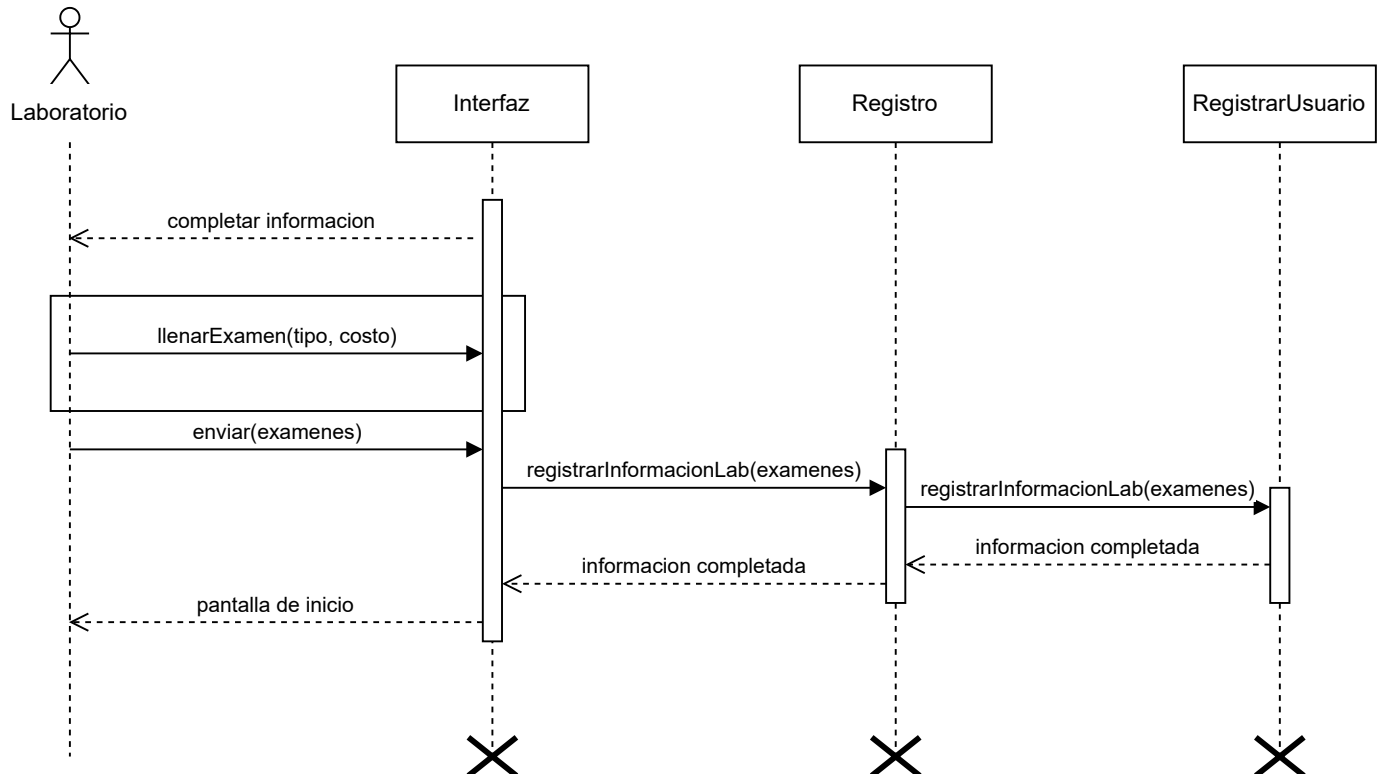 Laboratorio
Interfaz
Registro
RegistrarUsuario
completar informacion
llenarExamen(tipo, costo)
enviar(examenes)
registrarInformacionLab(examenes)
registrarInformacionLab(examenes)
informacion completada
informacion completada
pantalla de inicio